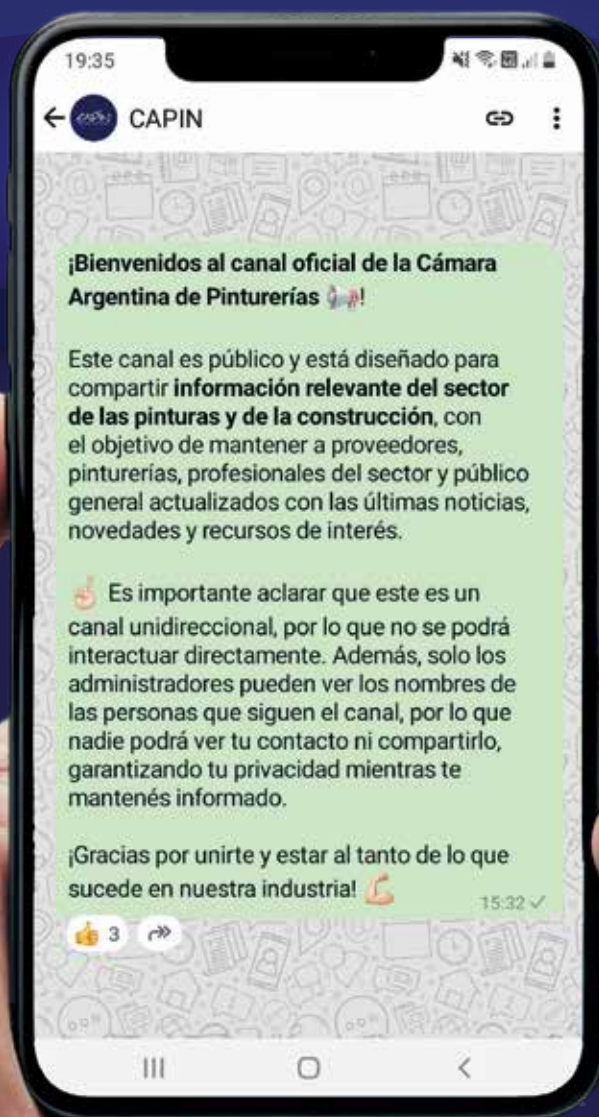 19:35
CAPIN
CAPIN
¡Bienvenidos al canal oficial de la Cámara
Argentina de Pinturerías !
Este canal es público y está diseñado para
compartir información relevante del sector
de las pinturas y de la construcción, con
el objetivo de mantener a proveedores,
pinturerías, profesionales del sector y público
general actualizados con las últimas noticias,
novedades y recursos de interés.
☝🏻 Es importante aclarar que este es un
canal unidireccional, por lo que no se podrá
interactuar directamente. Además, solo los
administradores pueden ver los nombres de
las personas que siguen el canal, por lo que
nadie podrá ver tu contacto ni compartirlo,
garantizando tu privacidad mientras te
mantenés informado.
¡Gracias por unirte y estar al tanto de lo que
sucede en nuestra industria! 💪🏻
15:32 ✓
👍 3